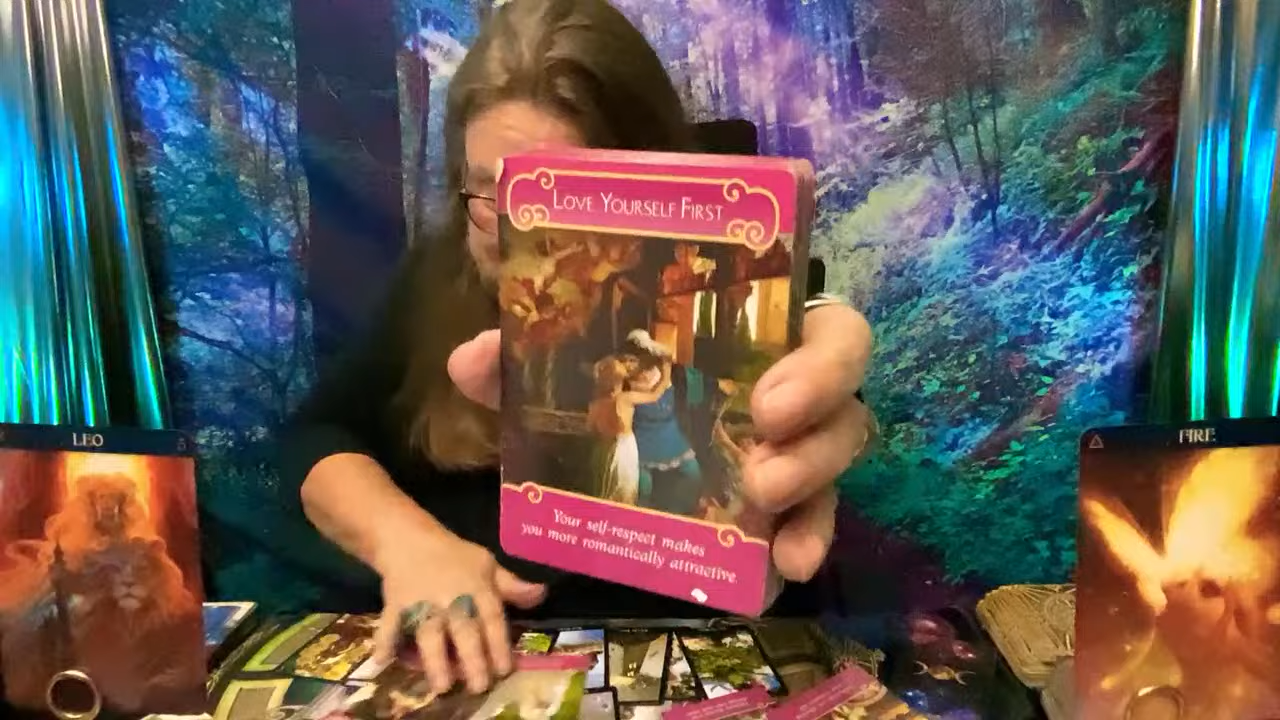 LOVE YOURSELF FIRST
Your self-respect makes
you more romantically attractive.
LEO
FIRE